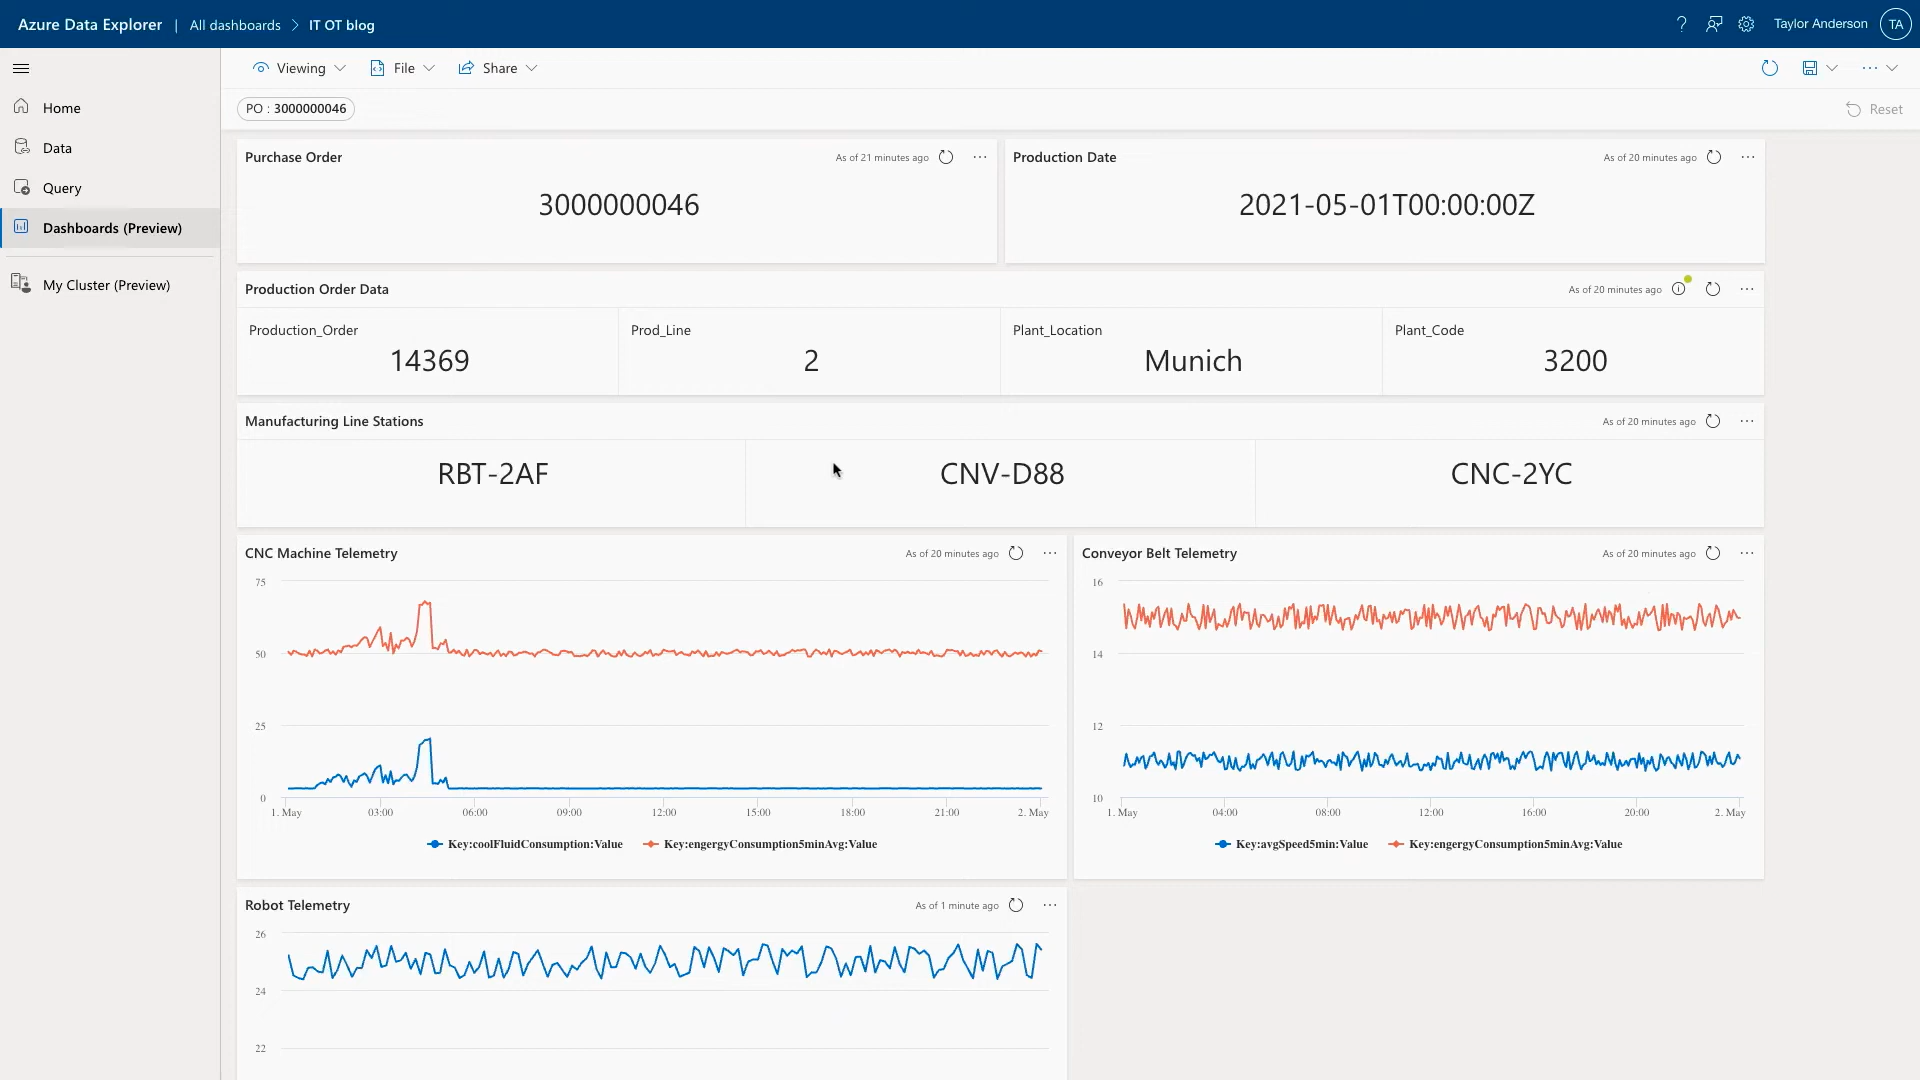 Azure Data Explorer | All dashboards > IT OT blog
Taylor Anderson TA
Viewing File Share
PO : 3000000046
Reset
Home
Data
Query
Dashboards (Preview)
My Cluster (Preview)
Purchase Order As of 21 minutes ago
3000000046
Production Date As of 20 minutes ago
2021-05-01T00:00:00Z
Production Order Data As of 20 minutes ago
Production_Order Prod_Line Plant_Location Plant_Code
14369 2 Munich 3200
Manufacturing Line Stations As of 20 minutes ago
RBT-2AF CNV-D88 CNC-2YC
CNC Machine Telemetry As of 20 minutes ago
75
50
25
0
1. May 03:00 06:00 09:00 12:00 15:00 18:00 21:00 2. May
Key:coolFluidConsumption:Value Key:engergyConsumption5minAvg:Value
Conveyor Belt Telemetry As of 20 minutes ago
16
14
12
10
1. May 04:00 08:00 12:00 16:00 20:00 2. May
Key:avgSpeed5min:Value Key:engergyConsumption5minAvg:Value
Robot Telemetry As of 1 minute ago
26
24
22